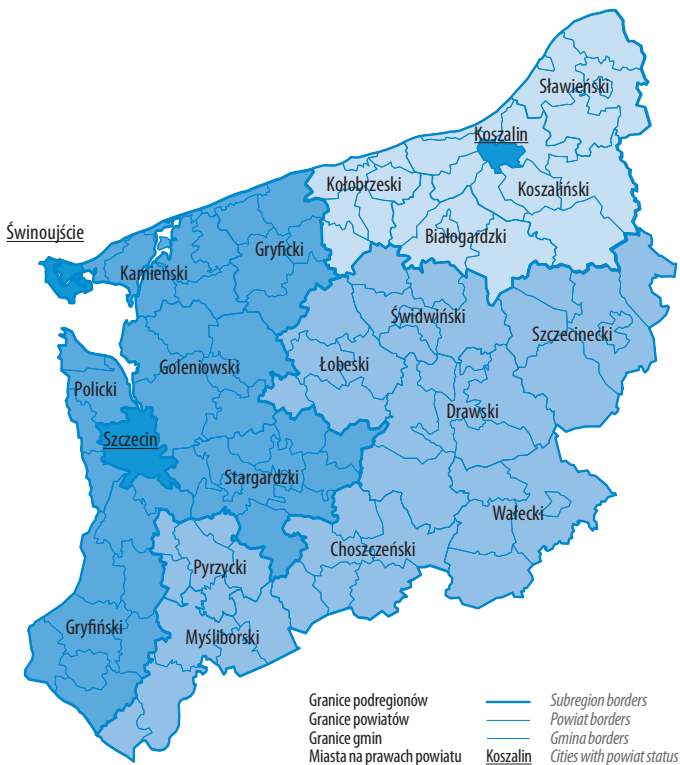 Sławieński
Koszalin
Kołobrzeski
Koszaliński
Białogardzki
Świnoujście
Gryficki
Kamieński
Świdwiński
Szczecinecki
Goleniowski
Łobeski
Policki
Drawski
Szczecin
Stargardzki
Wałecki
Choszczeński
Pyrzycki
Gryfiński
Myśliborski
Granice podregionów Subregion borders
Granice powiatów Powiat borders
Granice gmin Gmina borders
Miasta na prawach powiatu Koszalin Cities with powiat status